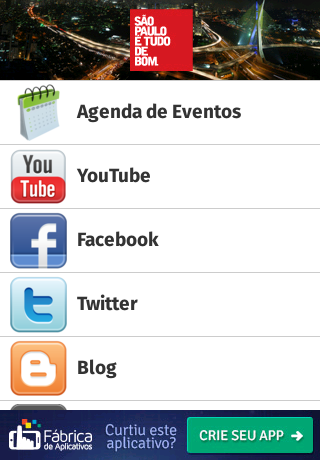 SÃO
PAULO
É TUDO
DE
BOM.
Agenda de Eventos
You
Tube
YouTube
f
Facebook
t
Twitter
B
Blog
Fábrica
de Aplicativos
Curtiu este
aplicativo?
CRIE SEU APP →